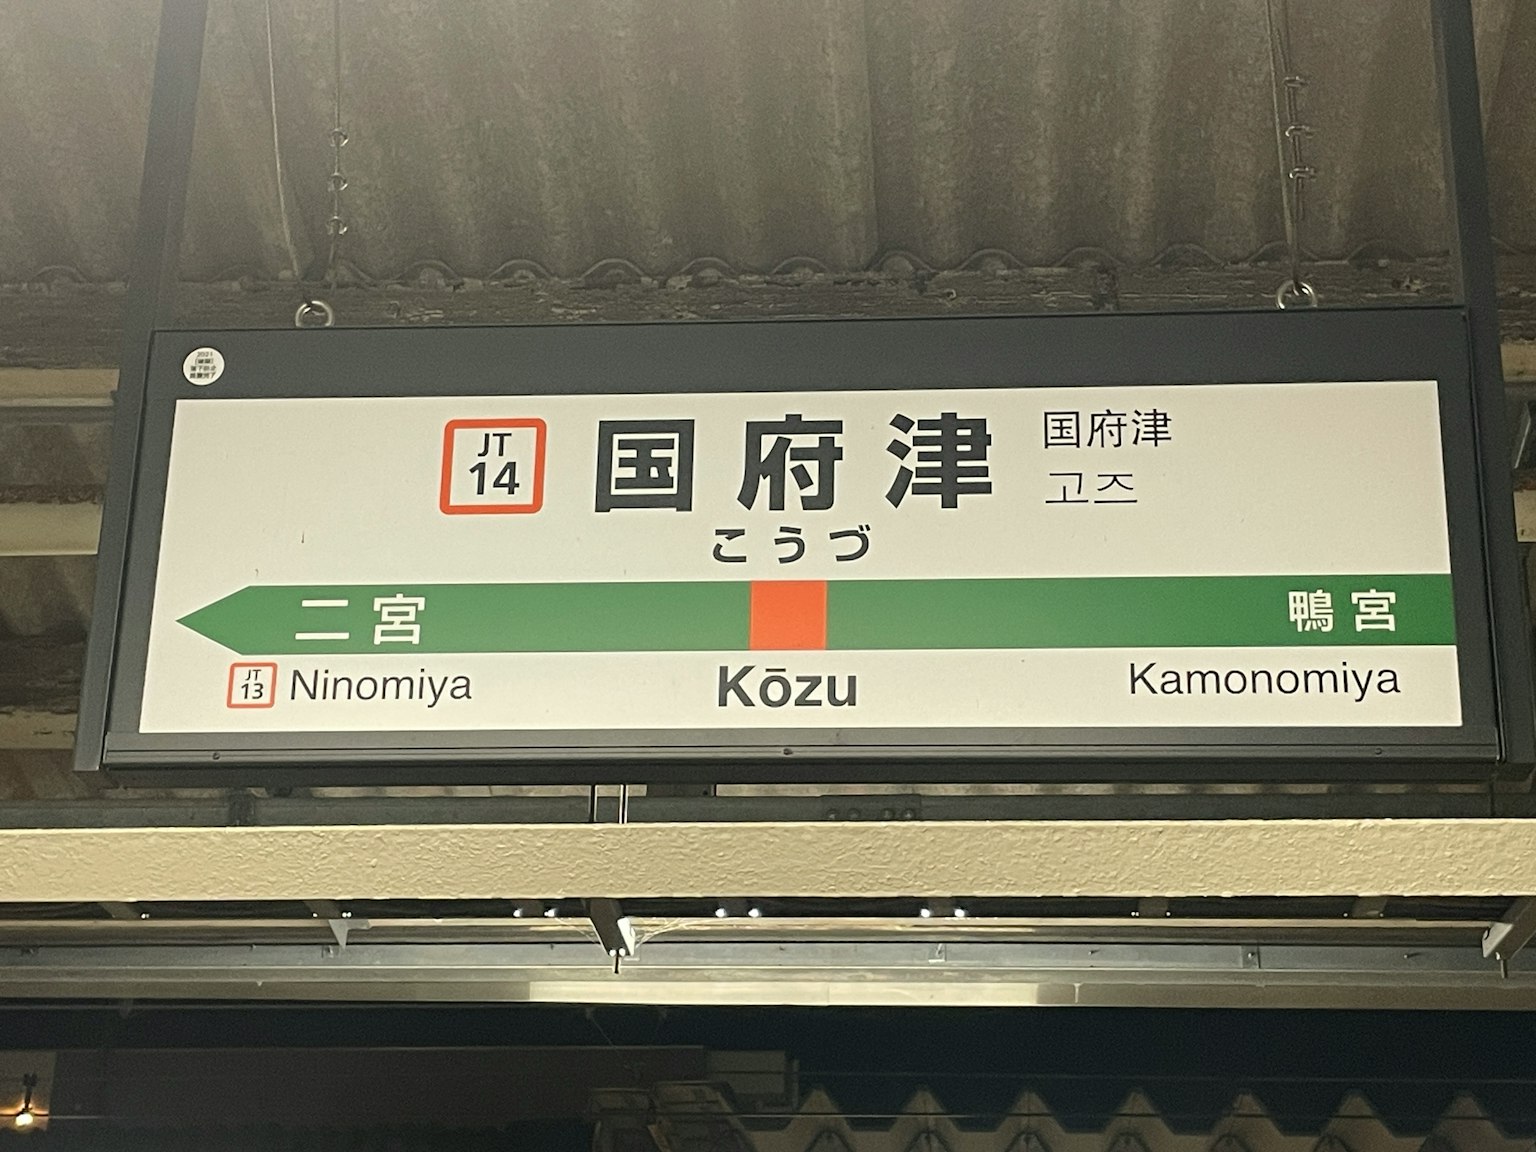 2021
JT
14
国府津
国府津
고즈
こうづ
二宮
鴨宮
JT
13
Ninomiya
Kōzu
Kamonomiya